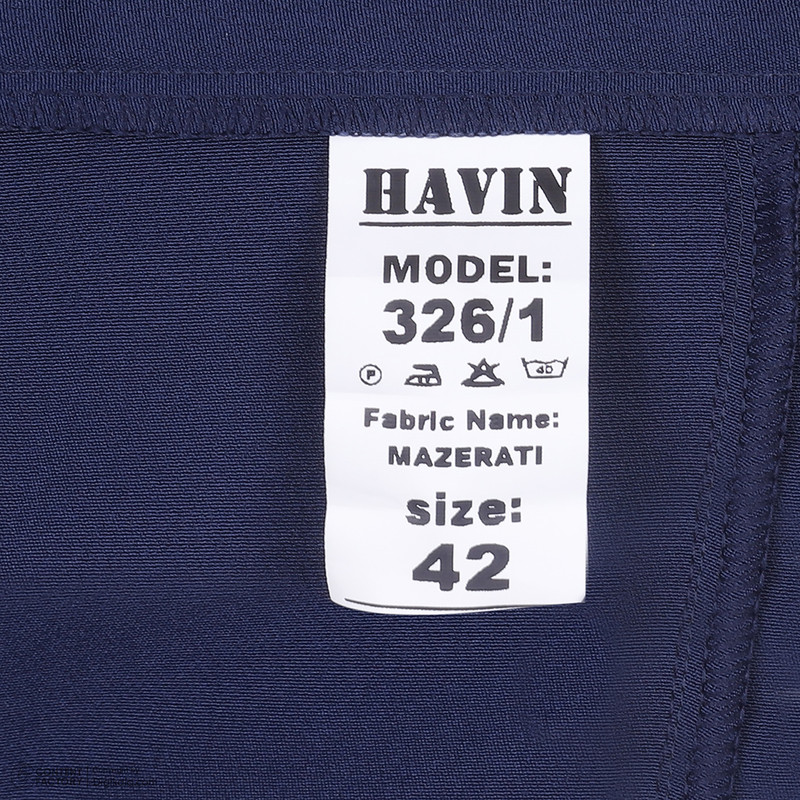 HAVIN
MODEL:
326/1
P
40
Fabric Name:
MAZERATI
size:
42